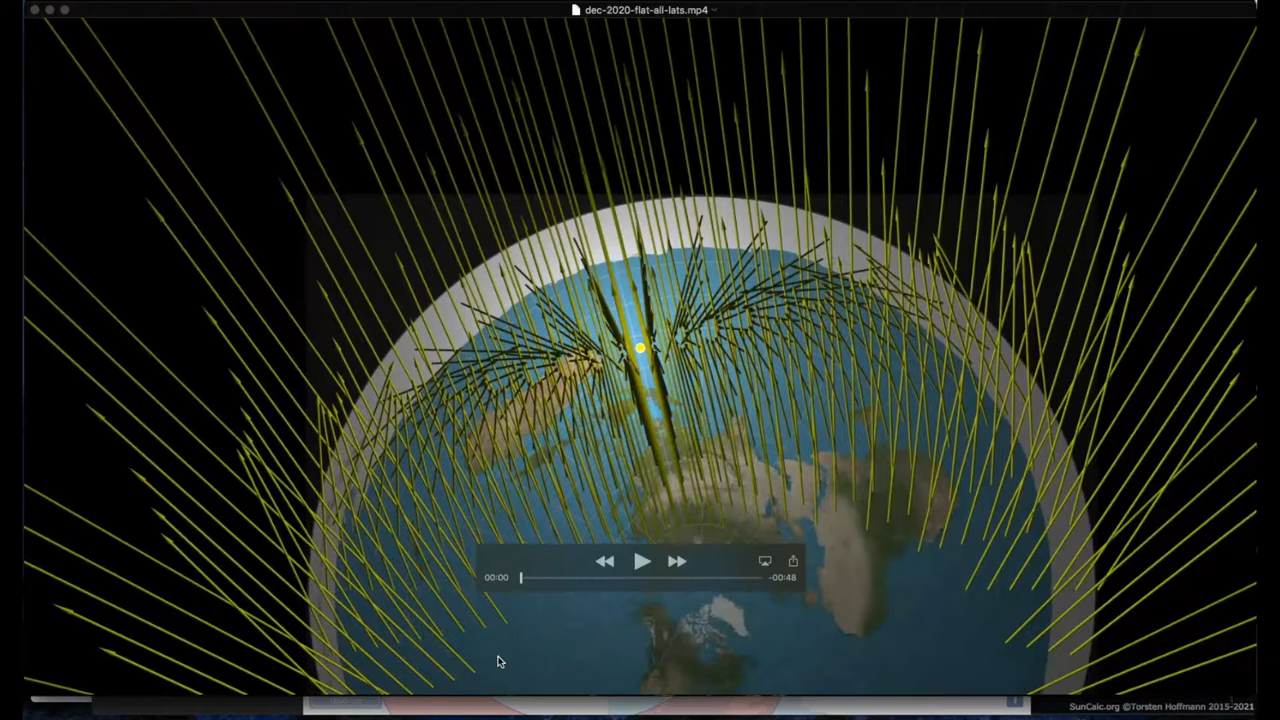 dec-2020-flat-all-lats.mp4
00:00
-00:48
SunCalc.org ©Torsten Hoffmann 2015-2021